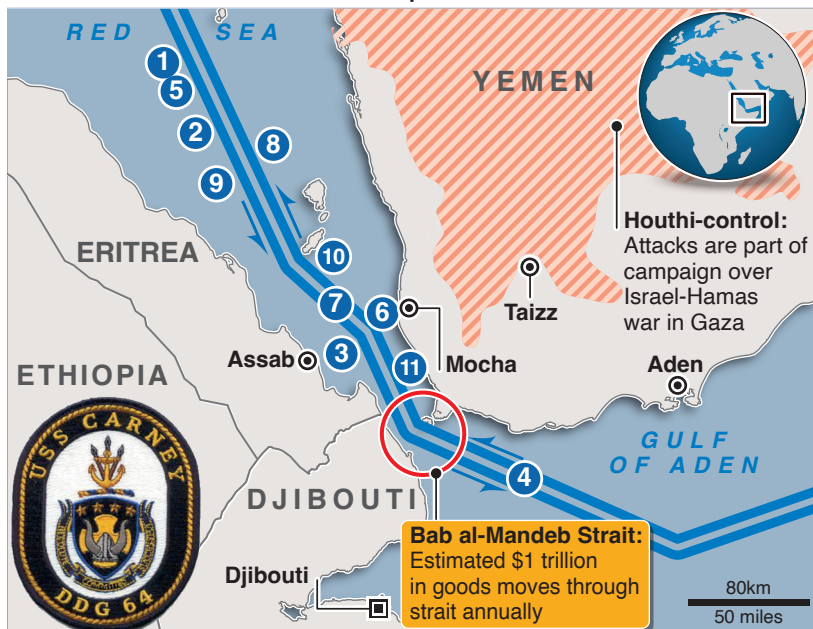 RED SEA
1
5
2
8
9
YEMEN
Houthi-control:
Attacks are part of
campaign over
Israel-Hamas
war in Gaza
ERITREA
10
7
6
Taizz
3
Assab
11
Mocha
Aden
ETHIOPIA
GULF
OF ADEN
4
USS CARNEY
DDG 64
DJIBOUTI
Bab al-Mandeb Strait:
Estimated $1 trillion
in goods moves through
strait annually
Djibouti
80km
50 miles